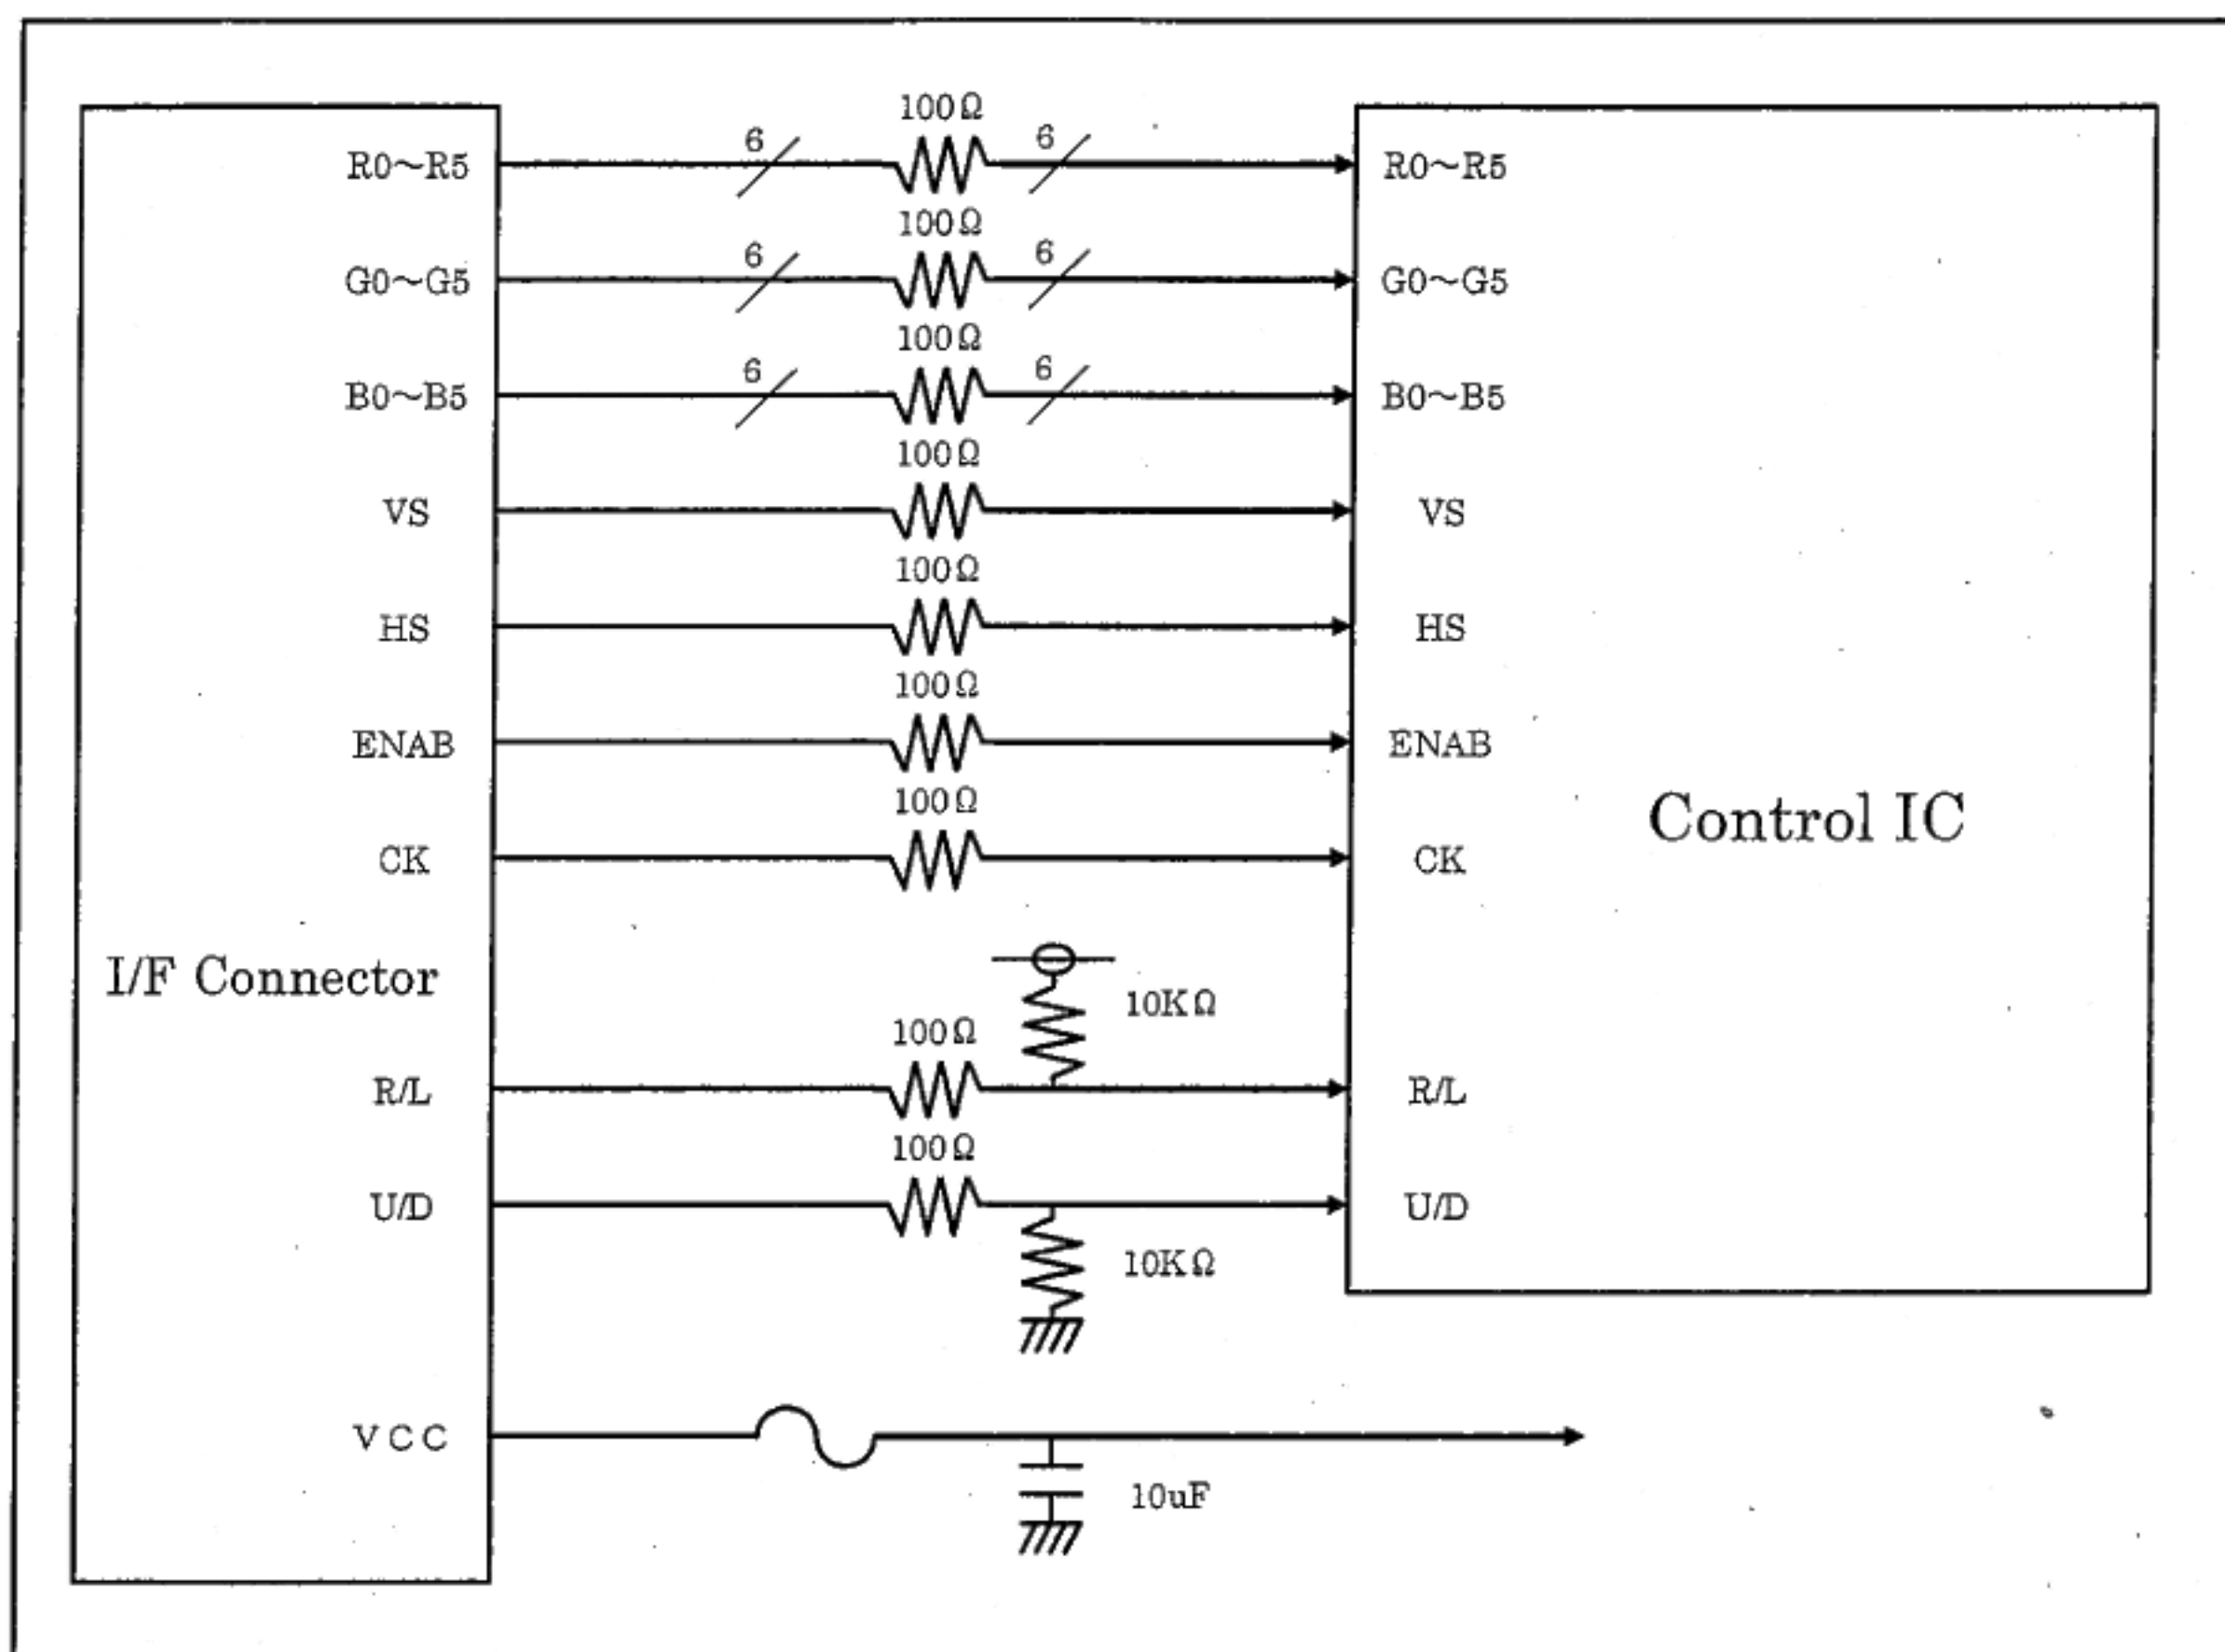 100Ω
R0~R5 6 6 R0~R5
100Ω
G0~G5 6 6 G0~G5
100Ω
B0~B5 6 6 B0~B5
100Ω
VS VS
100Ω
HS HS
100Ω
ENAB ENAB
100Ω
Control IC
CK CK
I/F Connector
10KΩ
100Ω
R/L R/L
100Ω
U/D U/D
10KΩ
VCC
10uF